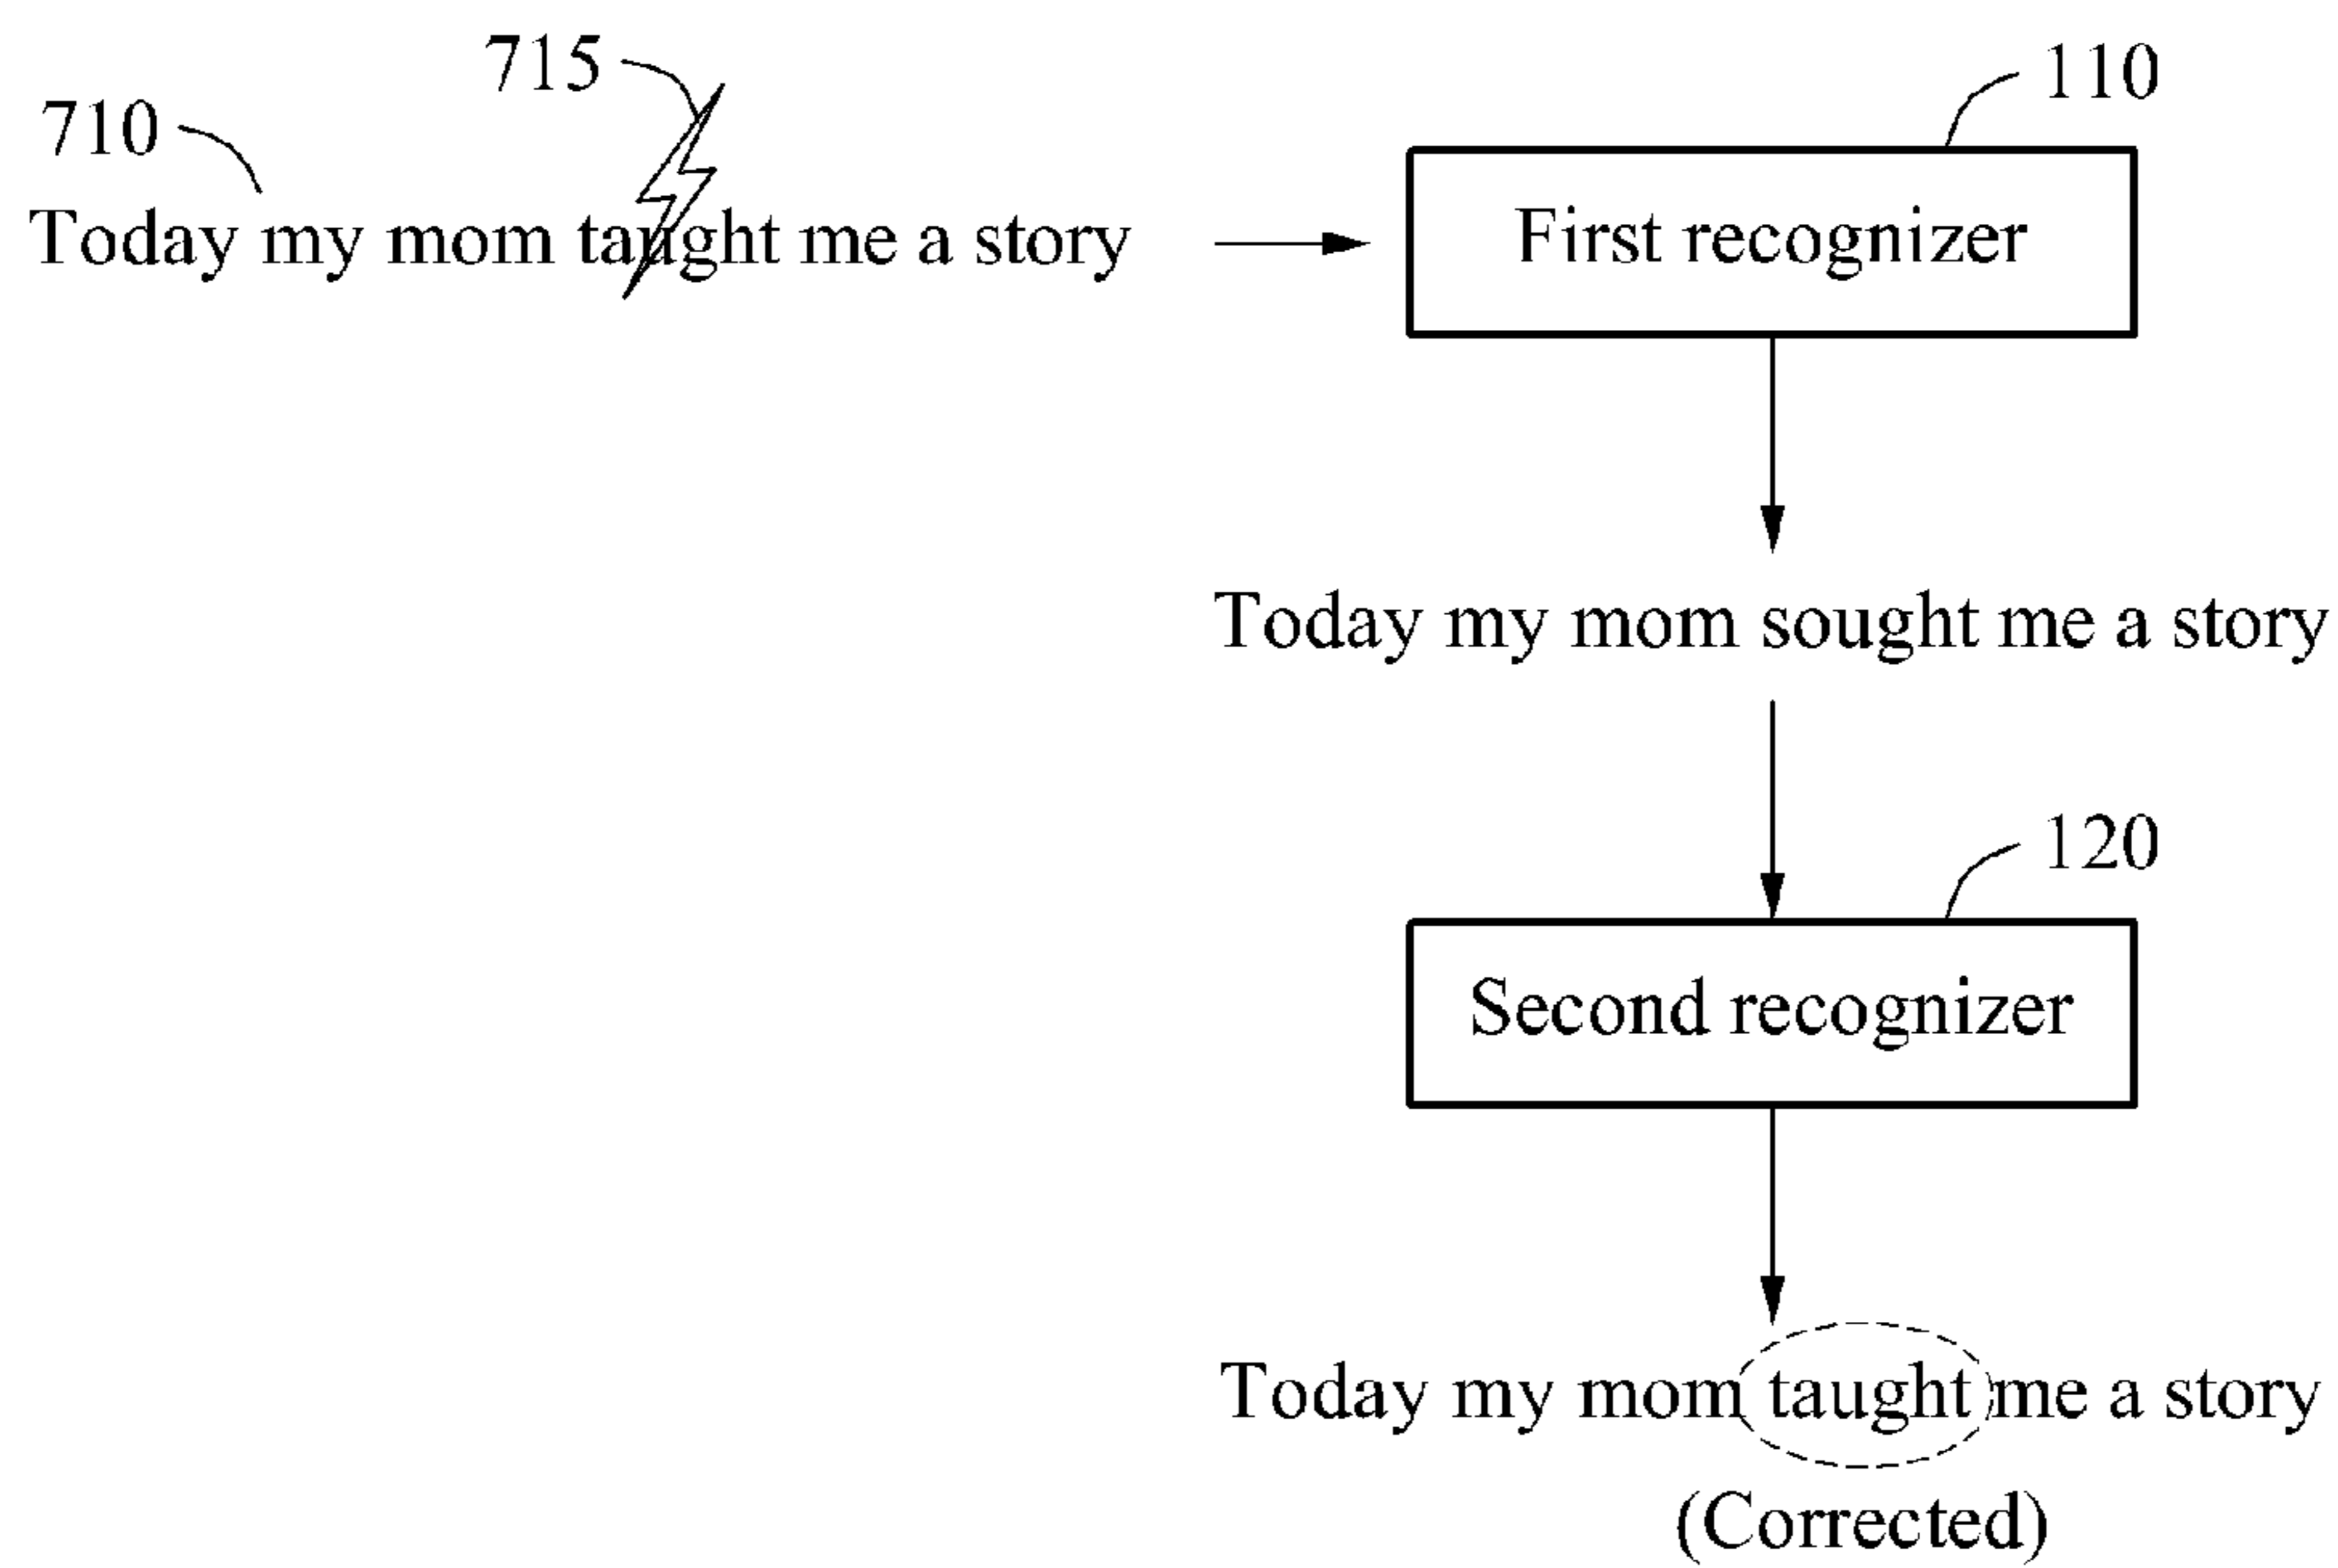 715
110
710
Today my mom taught me a story
First recognizer
Today my mom sought me a story
120
Second recognizer
Today my mom taught me a story
(Corrected)